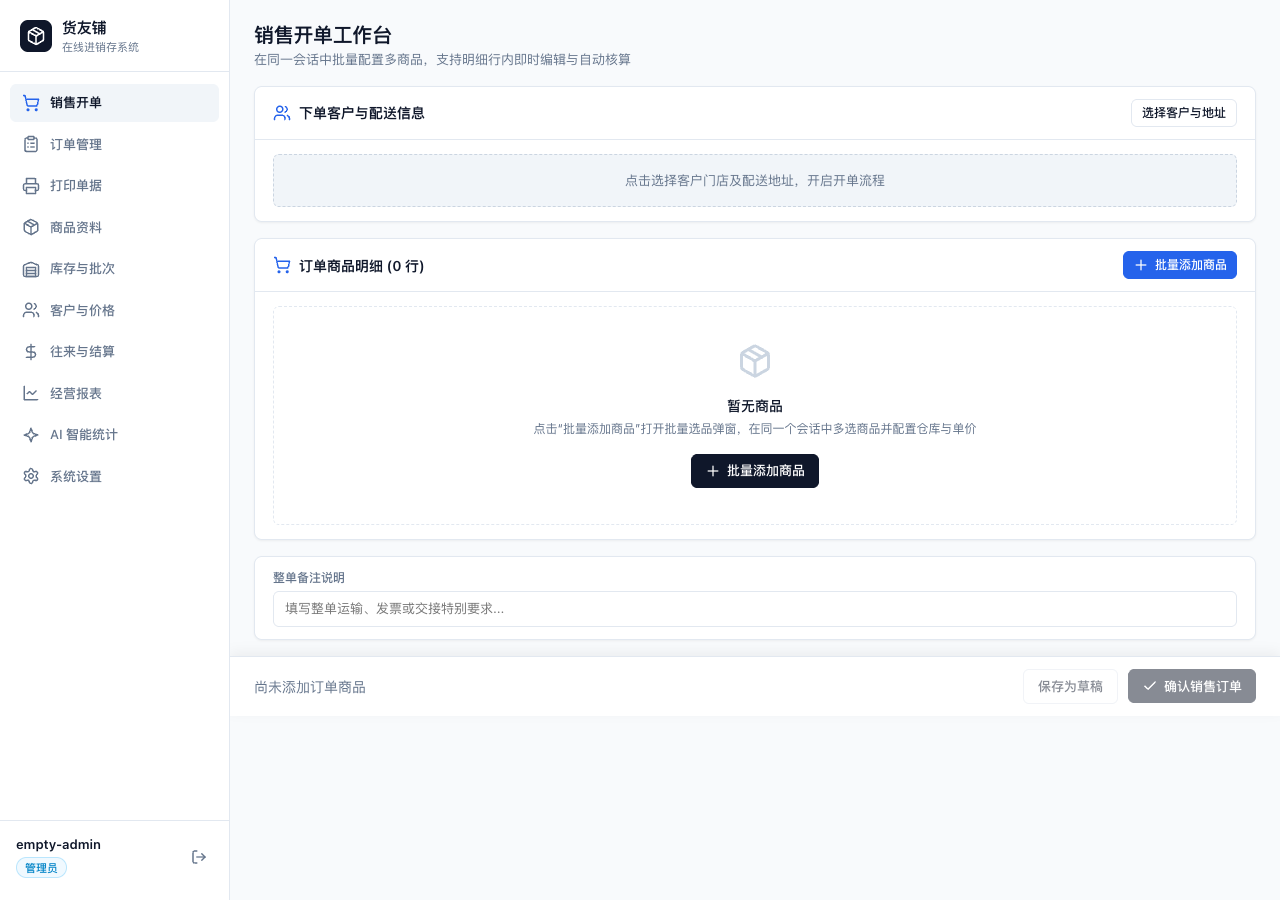 货友铺
在线进销存系统
销售开单
订单管理
打印单据
商品资料
库存与批次
客户与价格
往来与结算
经营报表
AI 智能统计
系统设置
empty-admin
管理员
销售开单工作台
在同一会话中批量配置多商品，支持明细行内即时编辑与自动核算
下单客户与配送信息
选择客户与地址
点击选择客户门店及配送地址，开启开单流程
订单商品明细 (0 行)
批量添加商品
暂无商品
点击“批量添加商品”打开批量选品弹窗，在同一个会话中多选商品并配置仓库与单价
批量添加商品
整单备注说明
填写整单运输、发票或交接特别要求...
尚未添加订单商品
保存为草稿
确认销售订单